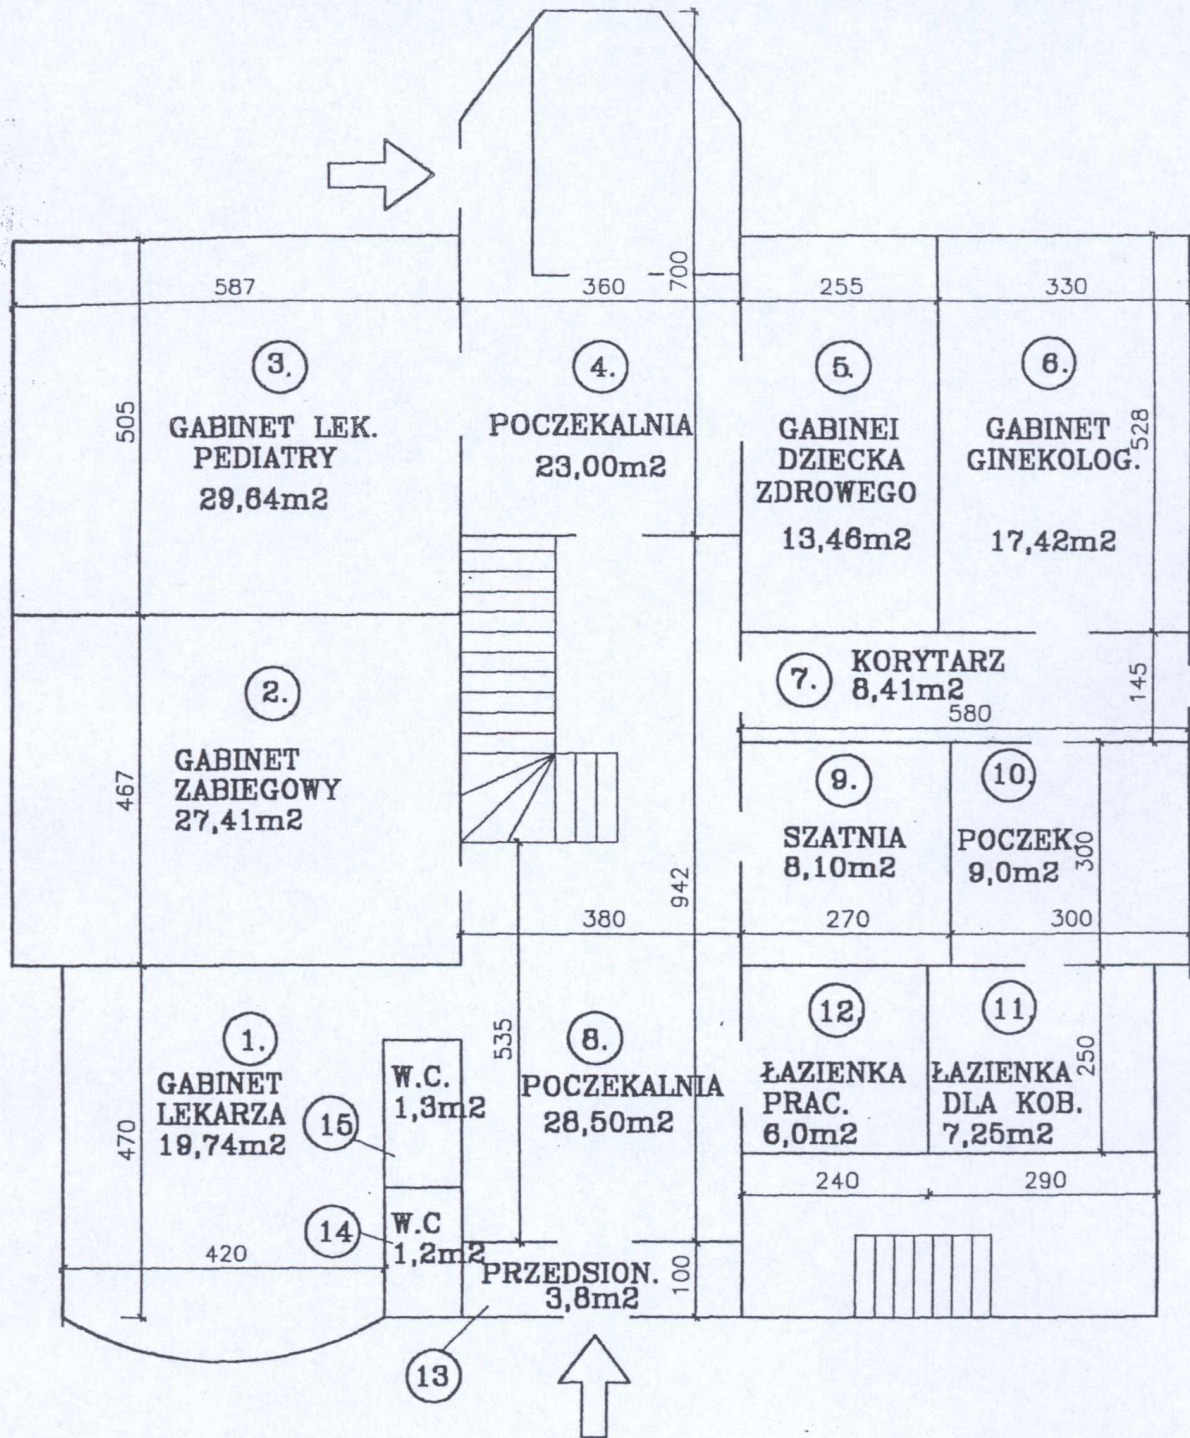 700
587
360
255
330
3.
4.
5.
6.
505
GABINET LEK.
PEDIATRY
29,64m2
POCZEKALNIA
23,00m2
GABINEI
DZIECKA
ZDROWEGO
13,46m2
GABINET
GINEKOLOG.
17,42m2
528
7.
KORYTARZ
8,41m2
580
145
2.
GABINET
ZABIEGOWY
27,41m2
467
9.
SZATNIA
8,10m2
10.
POCZEK.
9,0m2
300
942
380
270
300
1.
GABINET
LEKARZA
19,74m2
470
420
W.C.
1,3m2
15
W.C
1,2m2
14
535
8.
POCZEKALNIA
28,50m2
12.
ŁAZIENKA
PRAC.
6,0m2
11.
ŁAZIENKA
DLA KOB.
7,25m2
250
240
290
PRZEDSION.
3,8m2
100
13